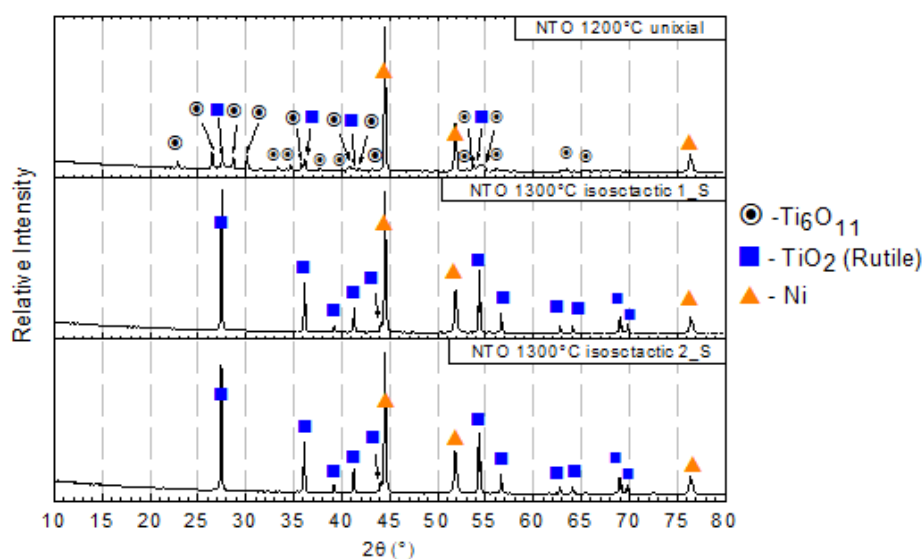 NTO 1200°C unixial
NTO 1300°C isosctactic 1_S
NTO 1300°C isosctactic 2_S
Relative Intensity
-Ti₆O₁₁
- TiO₂ (Rutile)
- Ni
10 15 20 25 30 35 40 45 50 55 60 65 70 75 80
2θ (°)